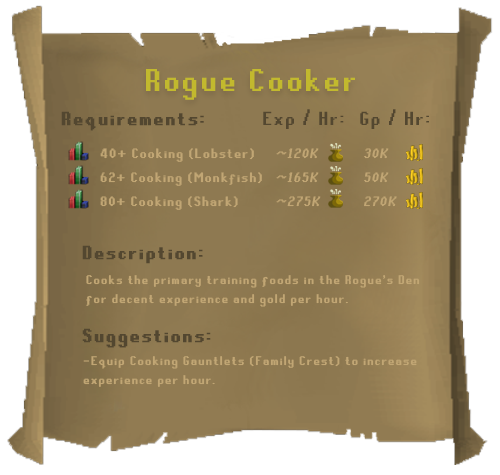 Rogue Cooker
Requirements: Exp / Hr: Gp / Hr:
40+ Cooking (Lobster) ~120K 30K
62+ Cooking (Monkfish) ~165K 50K
80+ Cooking (Shark) ~275K 270K
Description:
Cooks the primary training foods in the Rogue's Den
for decent experience and gold per hour.
Suggestions:
-Equip Cooking Gauntlets (Family Crest) to increase
experience per hour.